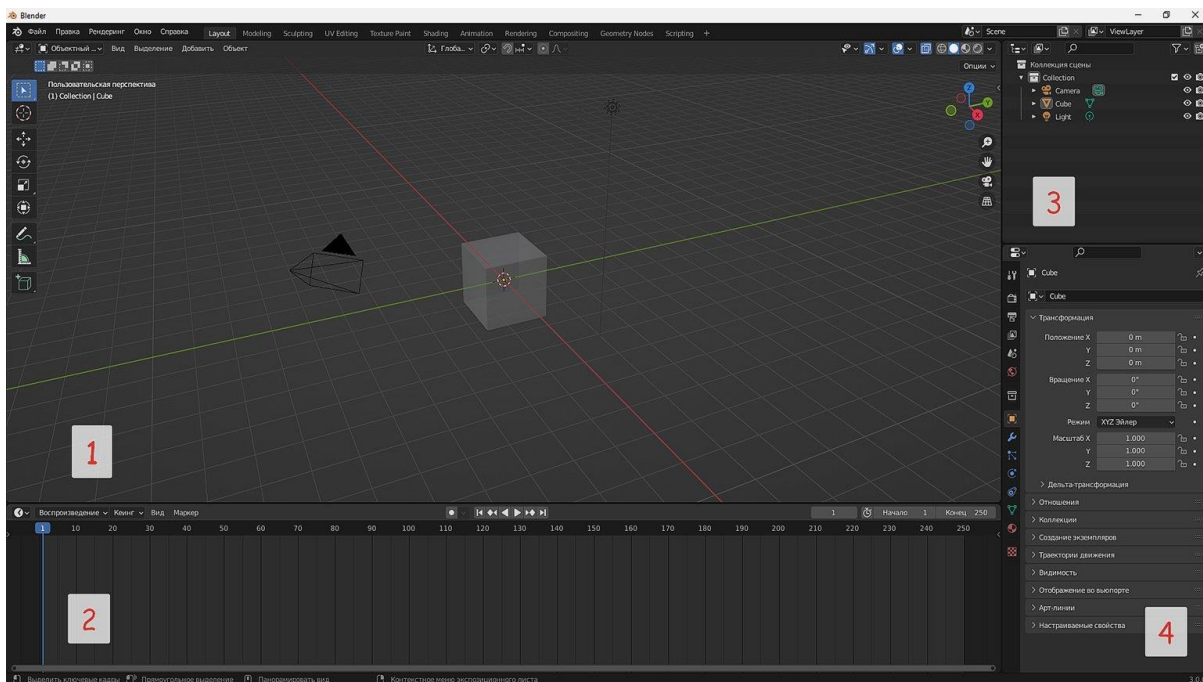 Blender
Файл Правка Рендеринг Окно Справка Layout Modeling Sculpting UV Editing Texture Paint Shading Animation Rendering Compositing Geometry Nodes Scripting + Scene ViewLayer
Объектный ... Вид Выделение Добавить Объект Глоба...
Опции
Пользовательская перспектива
(1) Collection | Cube
Z
Y
X
1
Воспроизведение Кеинг Вид Маркер 1 Начало 1 Конец 250
1 10 20 30 40 50 60 70 80 90 100 110 120 130 140 150 160 170 180 190 200 210 220 230 240 250
2
Коллекция сцены
Collection
Camera
Cube
Light
3
Cube
Cube
Трансформация
Положение X 0 m
Y 0 m
Z 0 m
Вращение X 0°
Y 0°
Z 0°
Режим XYZ Эйлер
Масштаб X 1.000
Y 1.000
Z 1.000
Дельта-трансформация
Отношения
Коллекции
Создание экземпляров
Траектории движения
Видимость
Отображение во вьюпорте
Арт-линии
Настраиваемые свойства
4
Выделить ключевые кадры Прямоугольное выделение Панорамировать вид Контекстное меню экспозиционного листа 3.0.